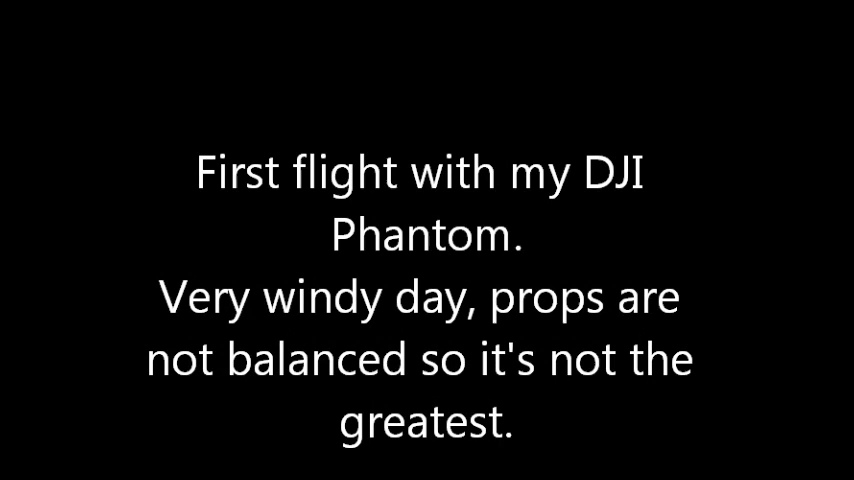 First flight with my DJI
Phantom.
Very windy day, props are
not balanced so it's not the
greatest.